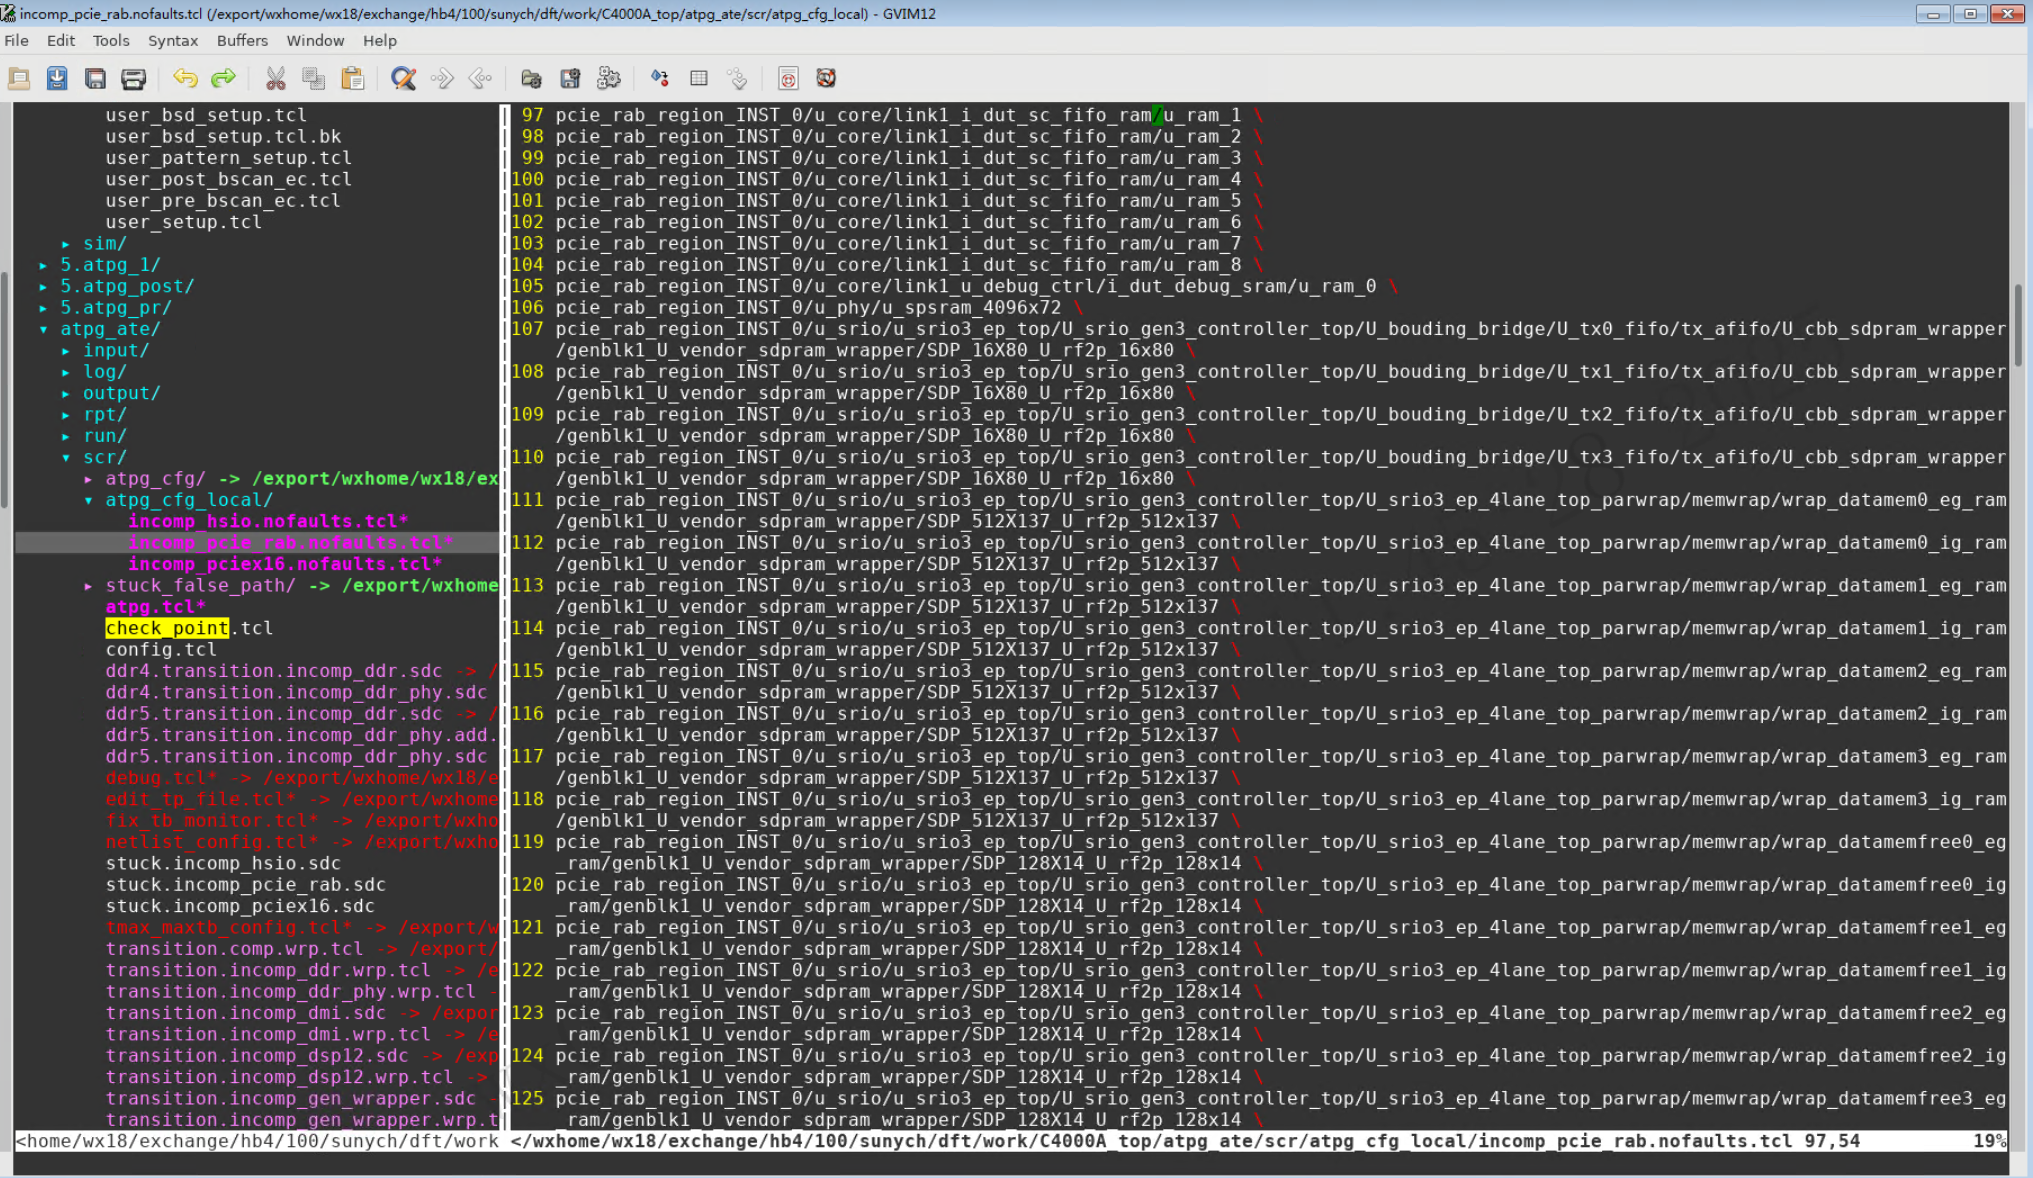 incomp_pcie_rab.nofaults.tcl (/export/wxhome/wx18/exchange/hb4/100/sunych/dft/work/C4000A_top/atpg_ate/scr/atpg_cfg_local) - GVIM12
File Edit Tools Syntax Buffers Window Help
user_bsd_setup.tcl
user_bsd_setup.tcl.bk
user_pattern_setup.tcl
user_post_bscan_ec.tcl
user_pre_bscan_ec.tcl
user_setup.tcl
▸ sim/
▸ 5.atpg_1/
▸ 5.atpg_post/
▸ 5.atpg_pr/
▾ atpg_ate/
▸ input/
▸ log/
▸ output/
▸ rpt/
▸ run/
▾ scr/
▸ atpg_cfg/ -> /export/wxhome/wx18/ex
▾ atpg_cfg_local/
incomp_hsio.nofaults.tcl*
incomp_pcie_rab.nofaults.tcl*
incomp_pciex16.nofaults.tcl*
▸ stuck_false_path/ -> /export/wxhome
atpg.tcl*
check_point.tcl
config.tcl
ddr4.transition.incomp_ddr.sdc -> /
ddr4.transition.incomp_ddr_phy.sdc
ddr5.transition.incomp_ddr.sdc -> /
ddr5.transition.incomp_ddr_phy.add.
ddr5.transition.incomp_ddr_phy.sdc
debug.tcl* -> /export/wxhome/wx18/e
edit_tp_file.tcl* -> /export/wxhome
fix_tb_monitor.tcl* -> /export/wxho
netlist_config.tcl* -> /export/wxho
stuck.incomp_hsio.sdc
stuck.incomp_pcie_rab.sdc
stuck.incomp_pciex16.sdc
tmax_maxtb_config.tcl* -> /export/w
transition.comp.wrp.tcl -> /export/
transition.incomp_ddr.wrp.tcl -> /e
transition.incomp_ddr_phy.wrp.tcl -
transition.incomp_dmi.sdc -> /expor
transition.incomp_dmi.wrp.tcl -> /e
transition.incomp_dsp12.sdc -> /exp
transition.incomp_dsp12.wrp.tcl ->
transition.incomp_gen_wrapper.sdc -
transition.incomp_gen_wrapper.wrp.t
<home/wx18/exchange/hb4/100/sunych/dft/work
97 pcie_rab_region_INST_0/u_core/link1_i_dut_sc_fifo_ram/u_ram_1 \
98 pcie_rab_region_INST_0/u_core/link1_i_dut_sc_fifo_ram/u_ram_2 \
99 pcie_rab_region_INST_0/u_core/link1_i_dut_sc_fifo_ram/u_ram_3 \
100 pcie_rab_region_INST_0/u_core/link1_i_dut_sc_fifo_ram/u_ram_4 \
101 pcie_rab_region_INST_0/u_core/link1_i_dut_sc_fifo_ram/u_ram_5 \
102 pcie_rab_region_INST_0/u_core/link1_i_dut_sc_fifo_ram/u_ram_6 \
103 pcie_rab_region_INST_0/u_core/link1_i_dut_sc_fifo_ram/u_ram_7 \
104 pcie_rab_region_INST_0/u_core/link1_i_dut_sc_fifo_ram/u_ram_8 \
105 pcie_rab_region_INST_0/u_core/link1_u_debug_ctrl/i_dut_debug_sram/u_ram_0 \
106 pcie_rab_region_INST_0/u_phy/u_spsram_4096x72 \
107 pcie_rab_region_INST_0/u_srio/u_srio3_ep_top/U_srio_gen3_controller_top/U_bouding_bridge/U_tx0_fifo/tx_afifo/U_cbb_sdpram_wrapper
/genblk1_U_vendor_sdpram_wrapper/SDP_16X80_U_rf2p_16x80 \
108 pcie_rab_region_INST_0/u_srio/u_srio3_ep_top/U_srio_gen3_controller_top/U_bouding_bridge/U_tx1_fifo/tx_afifo/U_cbb_sdpram_wrapper
/genblk1_U_vendor_sdpram_wrapper/SDP_16X80_U_rf2p_16x80 \
109 pcie_rab_region_INST_0/u_srio/u_srio3_ep_top/U_srio_gen3_controller_top/U_bouding_bridge/U_tx2_fifo/tx_afifo/U_cbb_sdpram_wrapper
/genblk1_U_vendor_sdpram_wrapper/SDP_16X80_U_rf2p_16x80 \
110 pcie_rab_region_INST_0/u_srio/u_srio3_ep_top/U_srio_gen3_controller_top/U_bouding_bridge/U_tx3_fifo/tx_afifo/U_cbb_sdpram_wrapper
/genblk1_U_vendor_sdpram_wrapper/SDP_16X80_U_rf2p_16x80 \
111 pcie_rab_region_INST_0/u_srio/u_srio3_ep_top/U_srio_gen3_controller_top/U_srio3_ep_4lane_top_parwrap/memwrap/wrap_datamem0_eg_ram
/genblk1_U_vendor_sdpram_wrapper/SDP_512X137_U_rf2p_512x137 \
112 pcie_rab_region_INST_0/u_srio/u_srio3_ep_top/U_srio_gen3_controller_top/U_srio3_ep_4lane_top_parwrap/memwrap/wrap_datamem0_ig_ram
/genblk1_U_vendor_sdpram_wrapper/SDP_512X137_U_rf2p_512x137 \
113 pcie_rab_region_INST_0/u_srio/u_srio3_ep_top/U_srio_gen3_controller_top/U_srio3_ep_4lane_top_parwrap/memwrap/wrap_datamem1_eg_ram
/genblk1_U_vendor_sdpram_wrapper/SDP_512X137_U_rf2p_512x137 \
114 pcie_rab_region_INST_0/u_srio/u_srio3_ep_top/U_srio_gen3_controller_top/U_srio3_ep_4lane_top_parwrap/memwrap/wrap_datamem1_ig_ram
/genblk1_U_vendor_sdpram_wrapper/SDP_512X137_U_rf2p_512x137 \
115 pcie_rab_region_INST_0/u_srio/u_srio3_ep_top/U_srio_gen3_controller_top/U_srio3_ep_4lane_top_parwrap/memwrap/wrap_datamem2_eg_ram
/genblk1_U_vendor_sdpram_wrapper/SDP_512X137_U_rf2p_512x137 \
116 pcie_rab_region_INST_0/u_srio/u_srio3_ep_top/U_srio_gen3_controller_top/U_srio3_ep_4lane_top_parwrap/memwrap/wrap_datamem2_ig_ram
/genblk1_U_vendor_sdpram_wrapper/SDP_512X137_U_rf2p_512x137 \
117 pcie_rab_region_INST_0/u_srio/u_srio3_ep_top/U_srio_gen3_controller_top/U_srio3_ep_4lane_top_parwrap/memwrap/wrap_datamem3_eg_ram
/genblk1_U_vendor_sdpram_wrapper/SDP_512X137_U_rf2p_512x137 \
118 pcie_rab_region_INST_0/u_srio/u_srio3_ep_top/U_srio_gen3_controller_top/U_srio3_ep_4lane_top_parwrap/memwrap/wrap_datamem3_ig_ram
/genblk1_U_vendor_sdpram_wrapper/SDP_512X137_U_rf2p_512x137 \
119 pcie_rab_region_INST_0/u_srio/u_srio3_ep_top/U_srio_gen3_controller_top/U_srio3_ep_4lane_top_parwrap/memwrap/wrap_datamemfree0_eg
_ram/genblk1_U_vendor_sdpram_wrapper/SDP_128X14_U_rf2p_128x14 \
120 pcie_rab_region_INST_0/u_srio/u_srio3_ep_top/U_srio_gen3_controller_top/U_srio3_ep_4lane_top_parwrap/memwrap/wrap_datamemfree0_ig
_ram/genblk1_U_vendor_sdpram_wrapper/SDP_128X14_U_rf2p_128x14 \
121 pcie_rab_region_INST_0/u_srio/u_srio3_ep_top/U_srio_gen3_controller_top/U_srio3_ep_4lane_top_parwrap/memwrap/wrap_datamemfree1_eg
_ram/genblk1_U_vendor_sdpram_wrapper/SDP_128X14_U_rf2p_128x14 \
122 pcie_rab_region_INST_0/u_srio/u_srio3_ep_top/U_srio_gen3_controller_top/U_srio3_ep_4lane_top_parwrap/memwrap/wrap_datamemfree1_ig
_ram/genblk1_U_vendor_sdpram_wrapper/SDP_128X14_U_rf2p_128x14 \
123 pcie_rab_region_INST_0/u_srio/u_srio3_ep_top/U_srio_gen3_controller_top/U_srio3_ep_4lane_top_parwrap/memwrap/wrap_datamemfree2_eg
_ram/genblk1_U_vendor_sdpram_wrapper/SDP_128X14_U_rf2p_128x14 \
124 pcie_rab_region_INST_0/u_srio/u_srio3_ep_top/U_srio_gen3_controller_top/U_srio3_ep_4lane_top_parwrap/memwrap/wrap_datamemfree2_ig
_ram/genblk1_U_vendor_sdpram_wrapper/SDP_128X14_U_rf2p_128x14 \
125 pcie_rab_region_INST_0/u_srio/u_srio3_ep_top/U_srio_gen3_controller_top/U_srio3_ep_4lane_top_parwrap/memwrap/wrap_datamemfree3_eg
_ram/genblk1_U_vendor_sdpram_wrapper/SDP_128X14_U_rf2p_128x14 \
</wxhome/wx18/exchange/hb4/100/sunych/dft/work/C4000A_top/atpg_ate/scr/atpg_cfg_local/incomp_pcie_rab.nofaults.tcl 97,54 19%